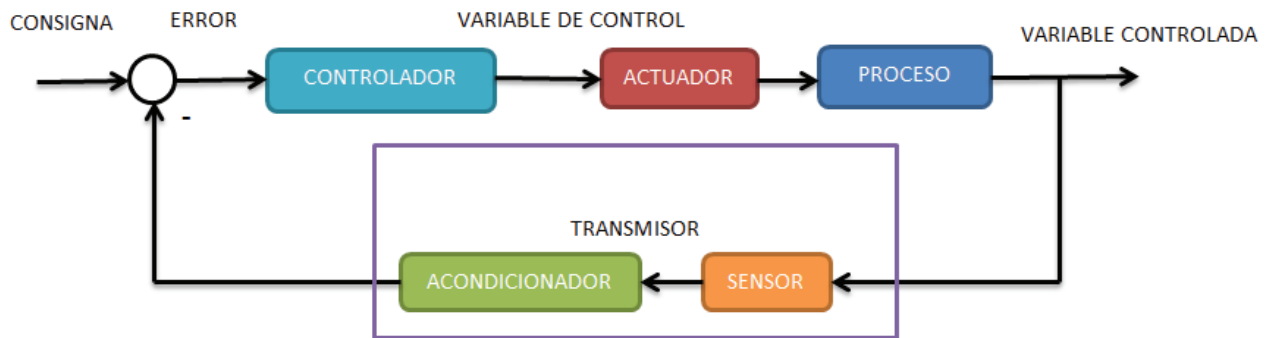 CONSIGNA
ERROR
VARIABLE DE CONTROL
VARIABLE CONTROLADA
CONTROLADOR
ACTUADOR
PROCESO
-
TRANSMISOR
ACONDICIONADOR
SENSOR